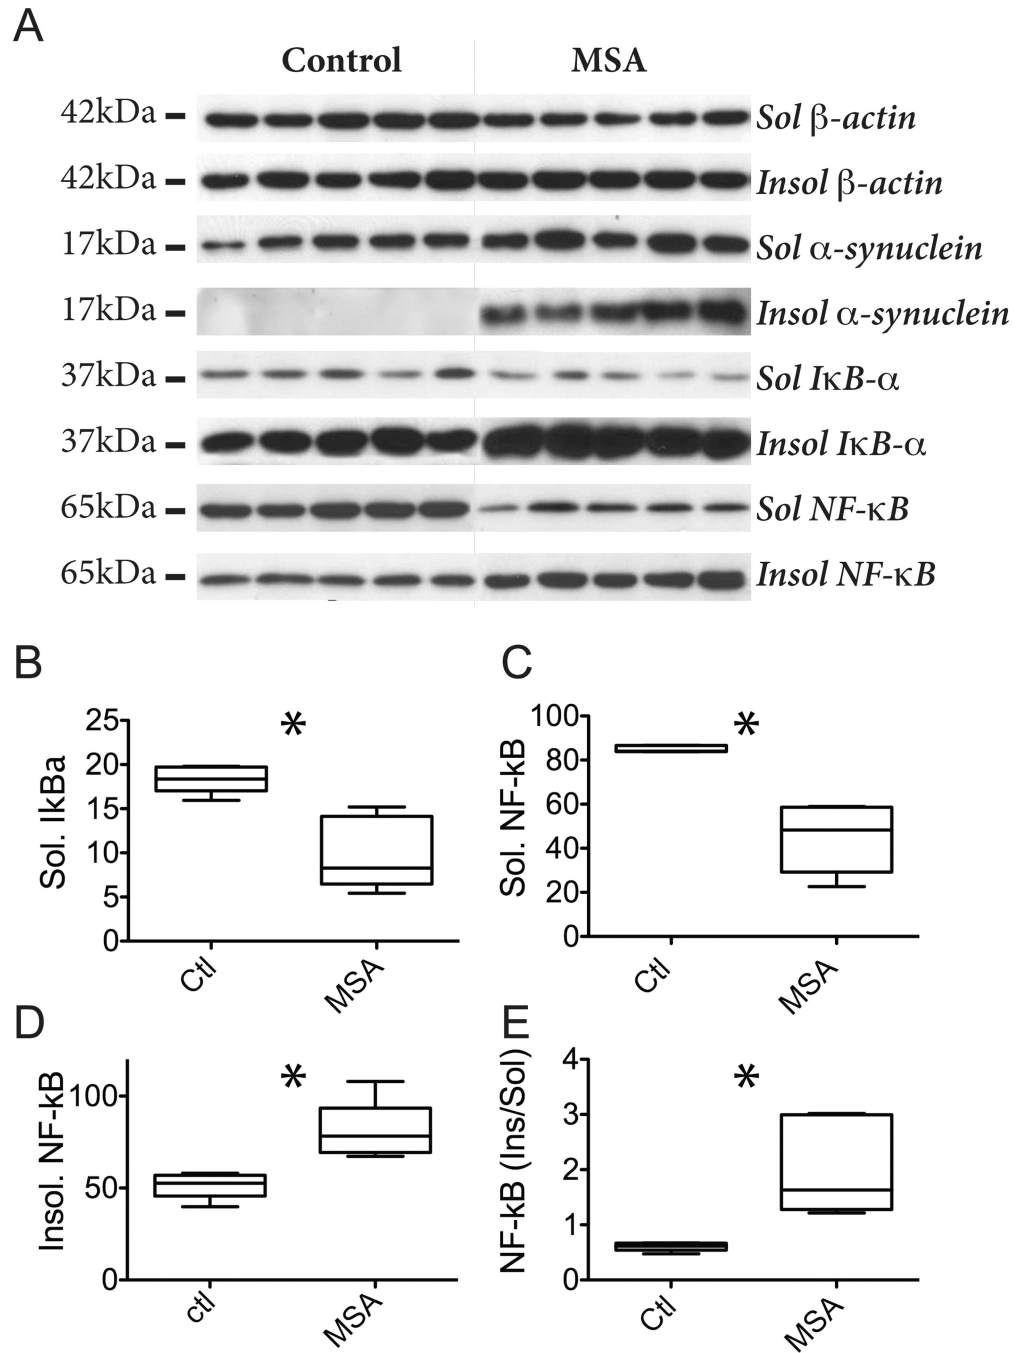 A
Control MSA
42kDa Sol β-actin
42kDa Insol β-actin
17kDa Sol α-synuclein
17kDa Insol α-synuclein
37kDa Sol IκB-α
37kDa Insol IκB-α
65kDa Sol NF-κB
65kDa Insol NF-κB
B
Sol. IkBa
25
20
15
10
5
0
*
Ctl MSA
C
Sol. NF-kB
100
80
60
40
20
0
*
Ctl MSA
D
Insol. NF-kB
100
50
0
*
ctl MSA
E
NF-kB (Ins/Sol)
4
3
2
1
0
*
Ctl MSA